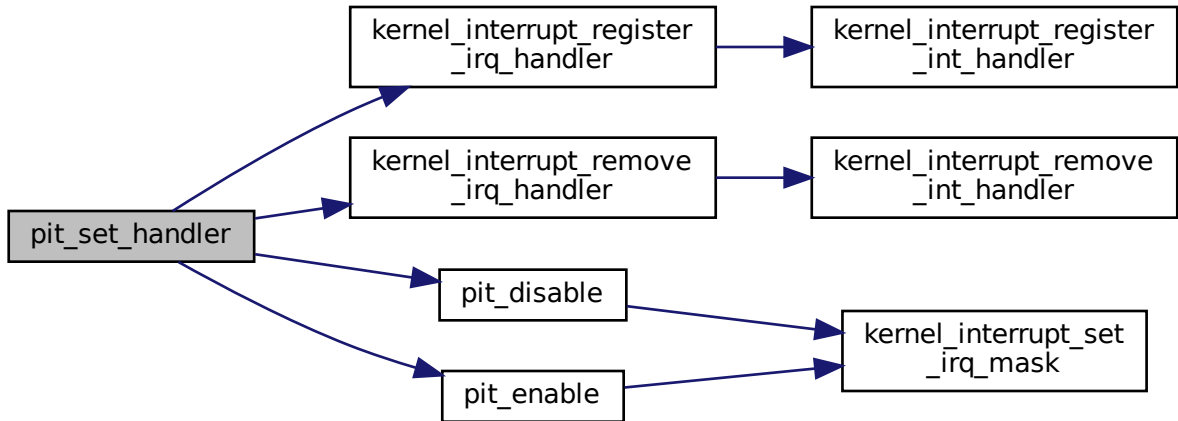 kernel_interrupt_register
_irq_handler
kernel_interrupt_register
_int_handler
kernel_interrupt_remove
_irq_handler
kernel_interrupt_remove
_int_handler
pit_set_handler
pit_disable
kernel_interrupt_set
_irq_mask
pit_enable